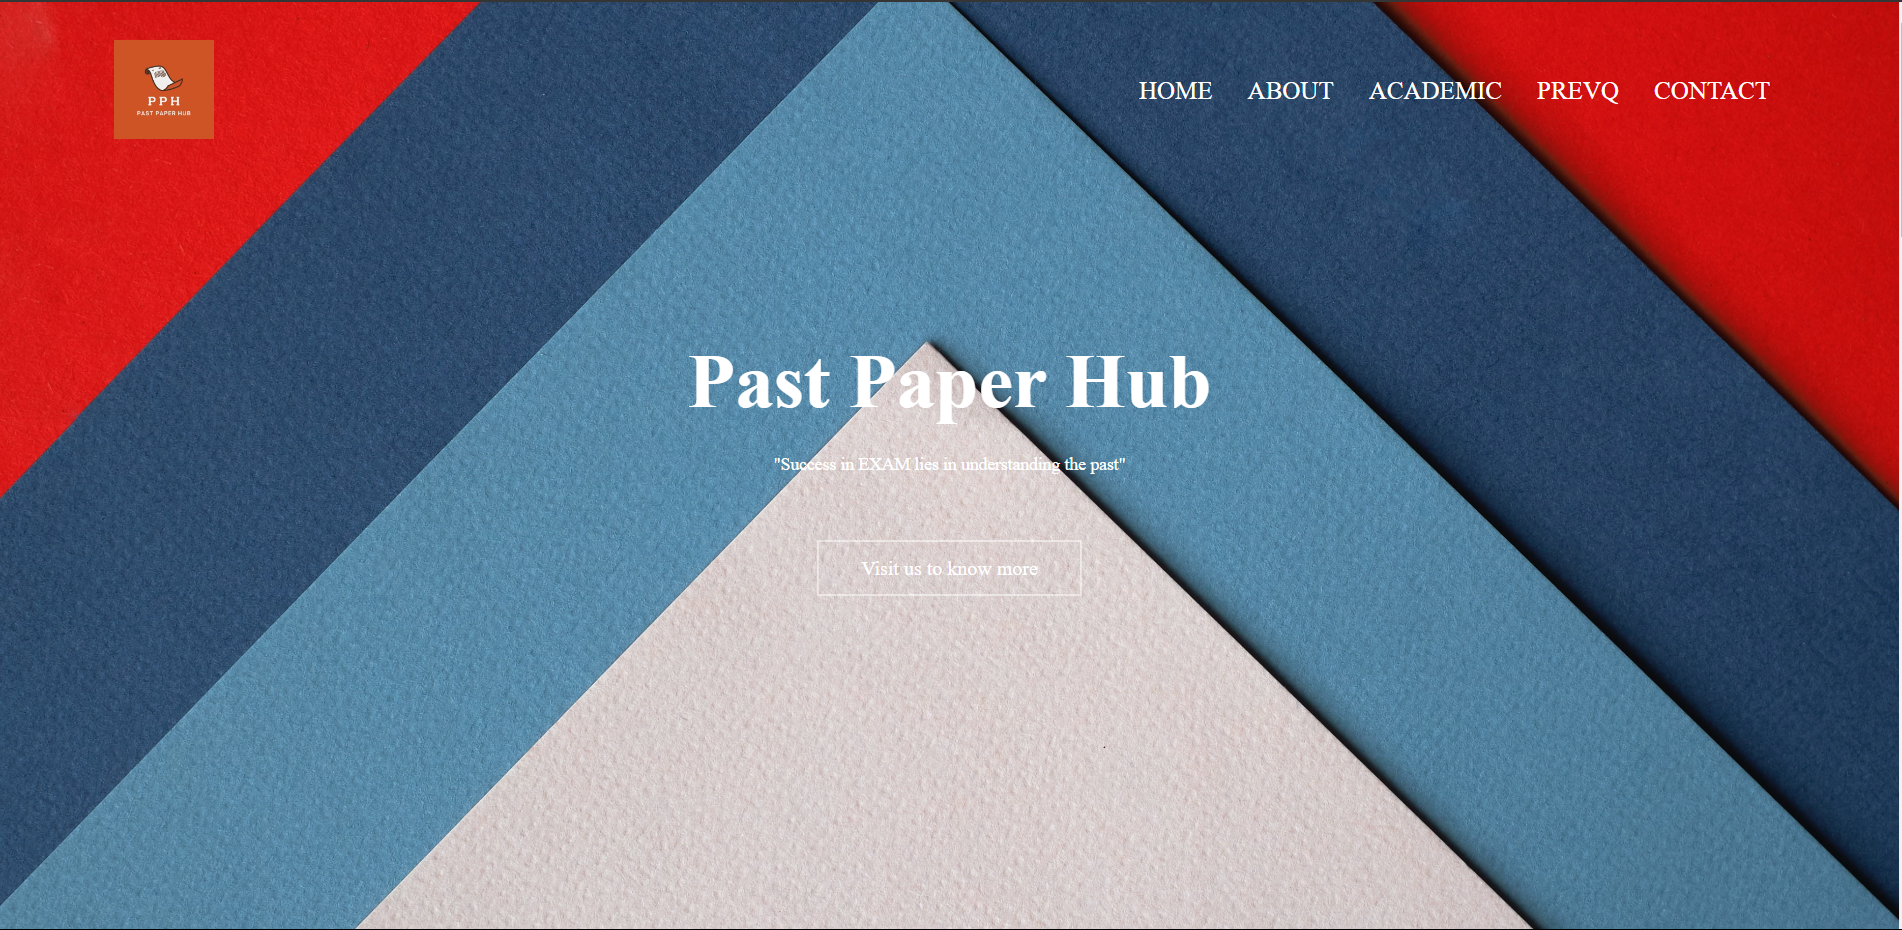 PPH
PAST PAPER HUB
HOME ABOUT ACADEMIC PREVQ CONTACT
Past Paper Hub
"Success in EXAM lies in understanding the past"
Visit us to know more